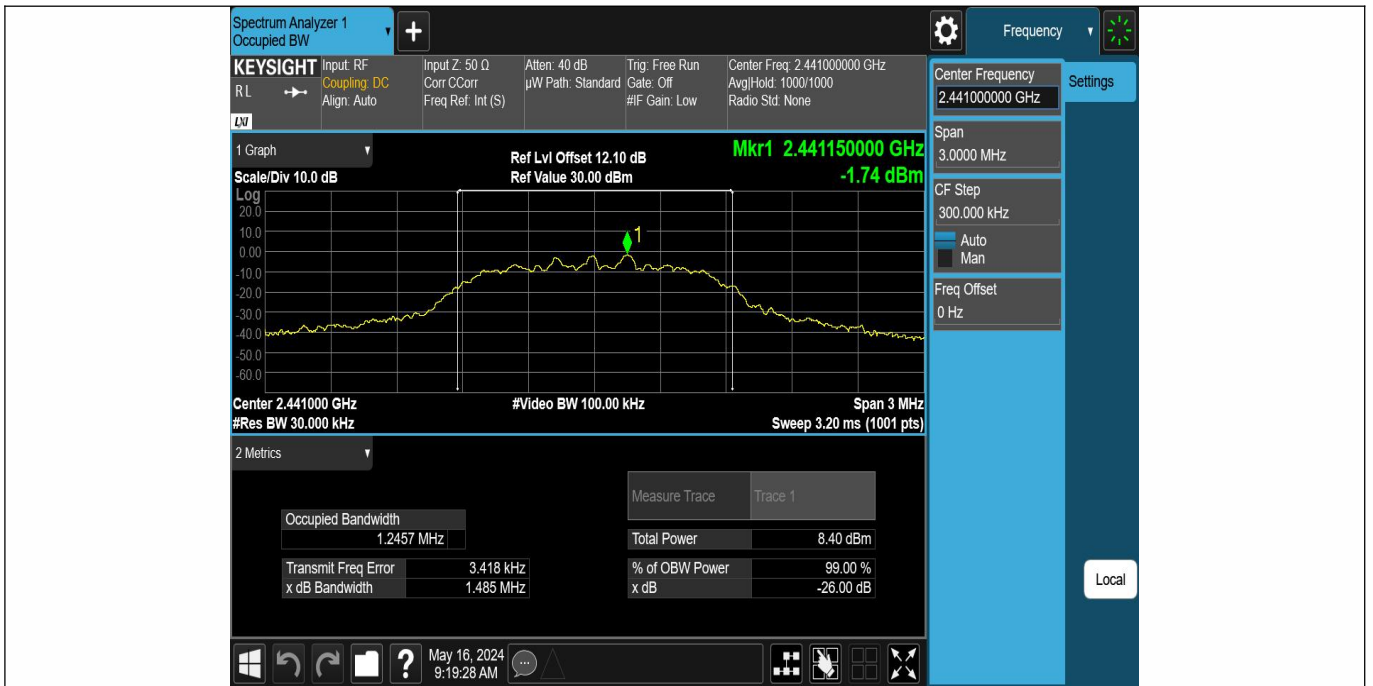 Spectrum Analyzer 1
Occupied BW
+
Frequency
KEYSIGHT
RL
LXI
Input: RF
Coupling: DC
Align: Auto
Input Z: 50 Ω
Corr CCorr
Freq Ref: Int (S)
Atten: 40 dB
µW Path: Standard
Trig: Free Run
Gate: Off
#IF Gain: Low
Center Freq: 2.441000000 GHz
Avg|Hold: 1000/1000
Radio Std: None
Center Frequency
2.441000000 GHz
Settings
Span
3.0000 MHz
CF Step
300.000 kHz
Auto
Man
Freq Offset
0 Hz
Local
1 Graph
Scale/Div 10.0 dB
Ref Lvl Offset 12.10 dB
Ref Value 30.00 dBm
Mkr1 2.441150000 GHz
-1.74 dBm
Log
20.0
10.0
0.00
-10.0
-20.0
-30.0
-40.0
-50.0
-60.0
1
Center 2.441000 GHz
#Video BW 100.00 kHz
Span 3 MHz
#Res BW 30.000 kHz
Sweep 3.20 ms (1001 pts)
2 Metrics
Measure Trace
Trace 1
Occupied Bandwidth
1.2457 MHz
Total Power
8.40 dBm
Transmit Freq Error
3.418 kHz
% of OBW Power
99.00 %
x dB Bandwidth
1.485 MHz
x dB
-26.00 dB
?
May 16, 2024
9:19:28 AM